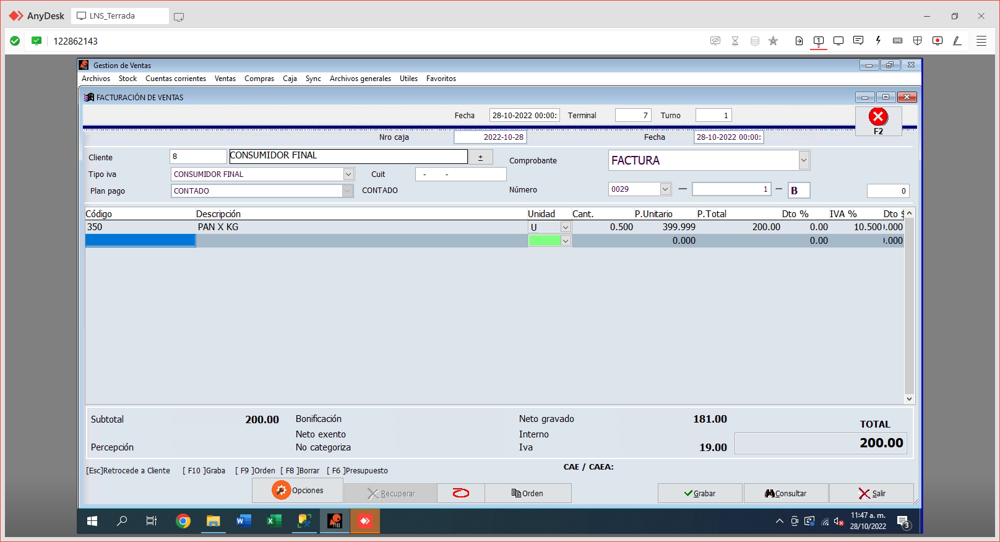 AnyDesk LNS_Terrada
122862143
1
Gestion de Ventas
Archivos Stock Cuentas corrientes Ventas Compras Caja Sync Archivos generales Utiles Favoritos
FACTURACIÓN DE VENTAS
Fecha 28-10-2022 00:00: Terminal 7 Turno 1
F2
Nro caja 2022-10-28 Fecha 28-10-2022 00:00:
Cliente 8 CONSUMIDOR FINAL ± Comprobante FACTURA
Tipo iva CONSUMIDOR FINAL Cuit - -
Plan pago CONTADO CONTADO Número 0029 — 1 — B 0
Código Descripción Unidad Cant. P.Unitario P.Total Dto % IVA % Dto $
350 PAN X KG U 0.500 399.999 200.00 0.00 10.500 0.000
0.000 0.00 0.000
Subtotal 200.00 Bonificación Neto gravado 181.00 TOTAL
Neto exento Interno 200.00
Percepción No categoriza Iva 19.00
[Esc]Retrocede a Cliente [ F10 ]Graba [ F9 ]Orden [ F8 ]Borrar [ F6 ]Presupuesto CAE / CAEA:
Opciones Recuperar Orden Grabar Consultar Salir
11:47 a. m.
28/10/2022
3